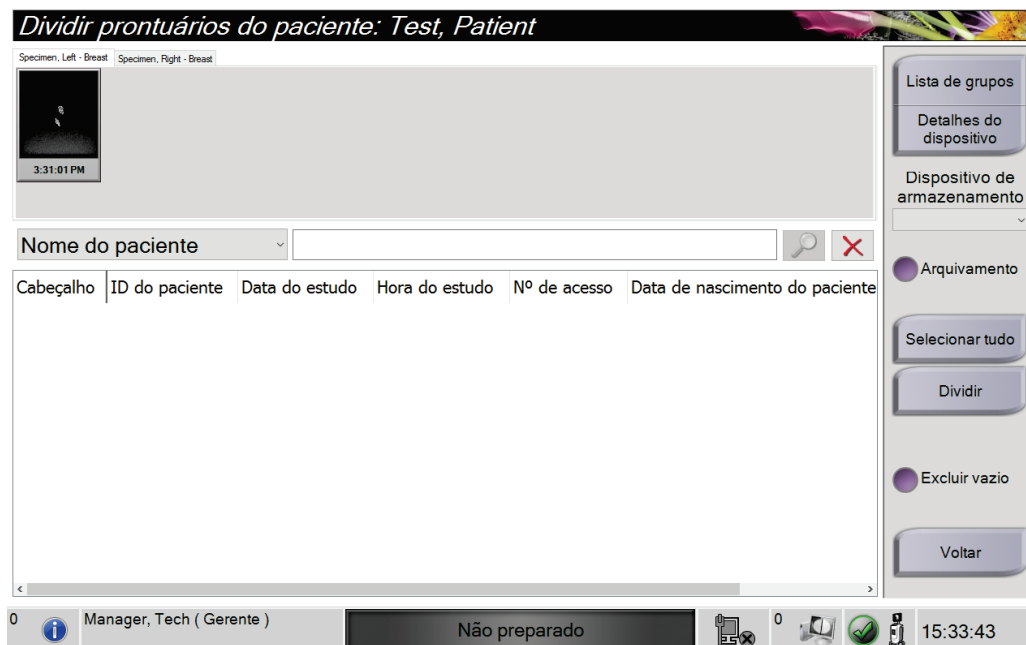 Dividir prontuários do paciente: Test, Patient
Specimen, Left - Breast
Specimen, Right - Breast
3:31:01 PM
Nome do paciente
Cabeçalho ID do paciente Data do estudo Hora do estudo Nº de acesso Data de nascimento do paciente
Lista de grupos
Detalhes do
dispositivo
Dispositivo de
armazenamento
Arquivamento
Selecionar tudo
Dividir
Excluir vazio
Voltar
0
Manager, Tech ( Gerente )
Não preparado
0
15:33:43